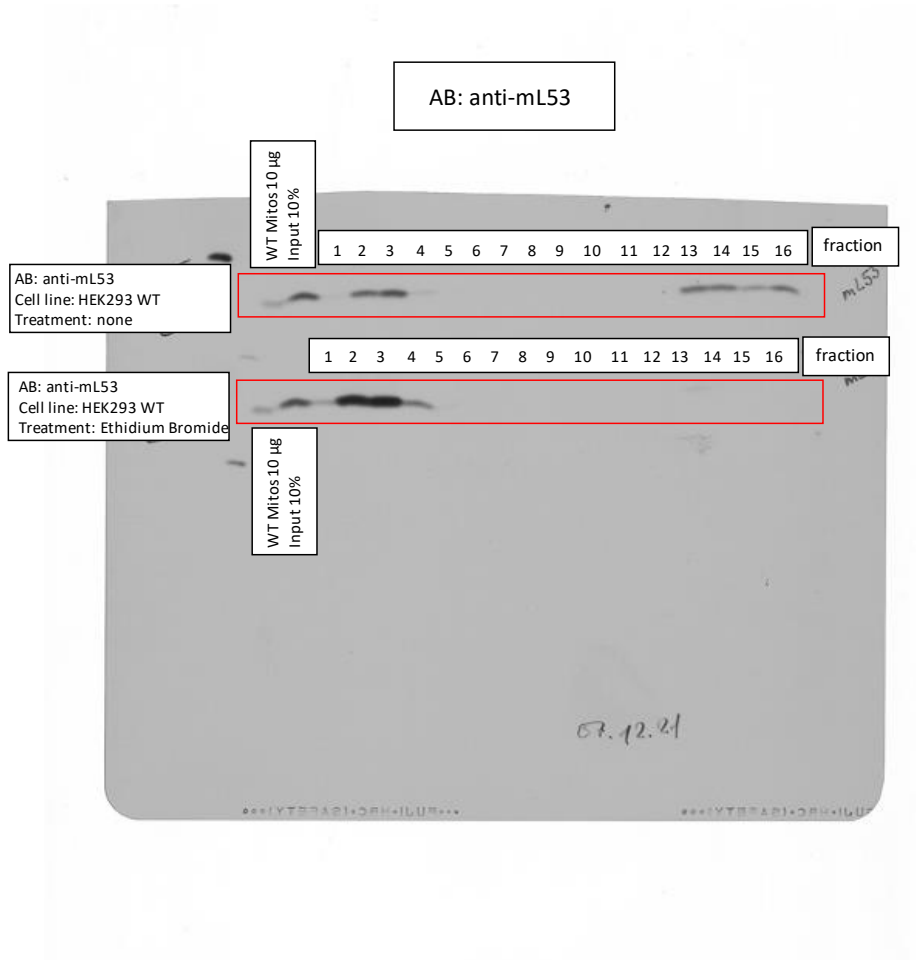 AB: anti-mL53
WT Mitos 10 µg
Input 10%
1 2 3 4 5 6 7 8 9 10 11 12 13 14 15 16
fraction
AB: anti-mL53
Cell line: HEK293 WT
Treatment: none
mL53
1 2 3 4 5 6 7 8 9 10 11 12 13 14 15 16
fraction
AB: anti-mL53
Cell line: HEK293 WT
Treatment: Ethidium Bromide
WT Mitos 10 µg
Input 10%
07.12.21